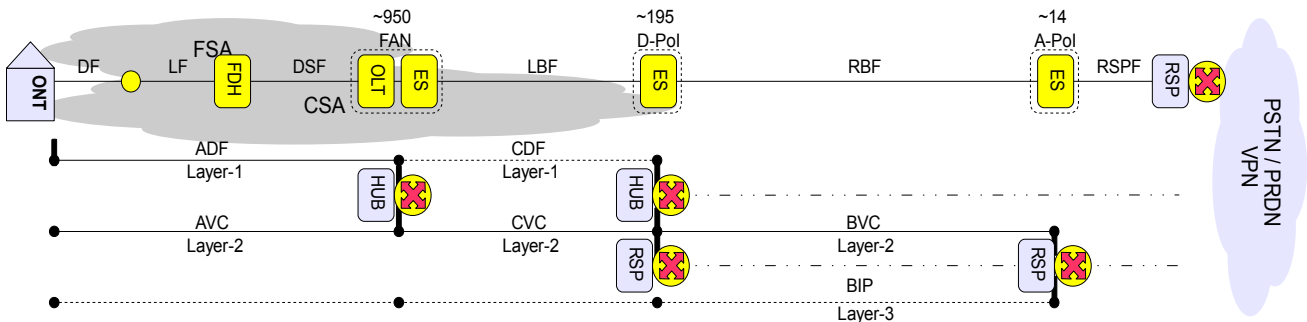 ~950
~195
~14
FAN
D-PoI
A-PoI
FSA
DF
LF
DSF
LBF
RBF
RSPF
ONT
FDH
OLT
ES
ES
ES
RSP
CSA
PSTN / PRDN
VPN
ADF
CDF
Layer-1
Layer-1
HUB
HUB
AVC
CVC
BVC
Layer-2
Layer-2
Layer-2
RSP
RSP
BIP
Layer-3